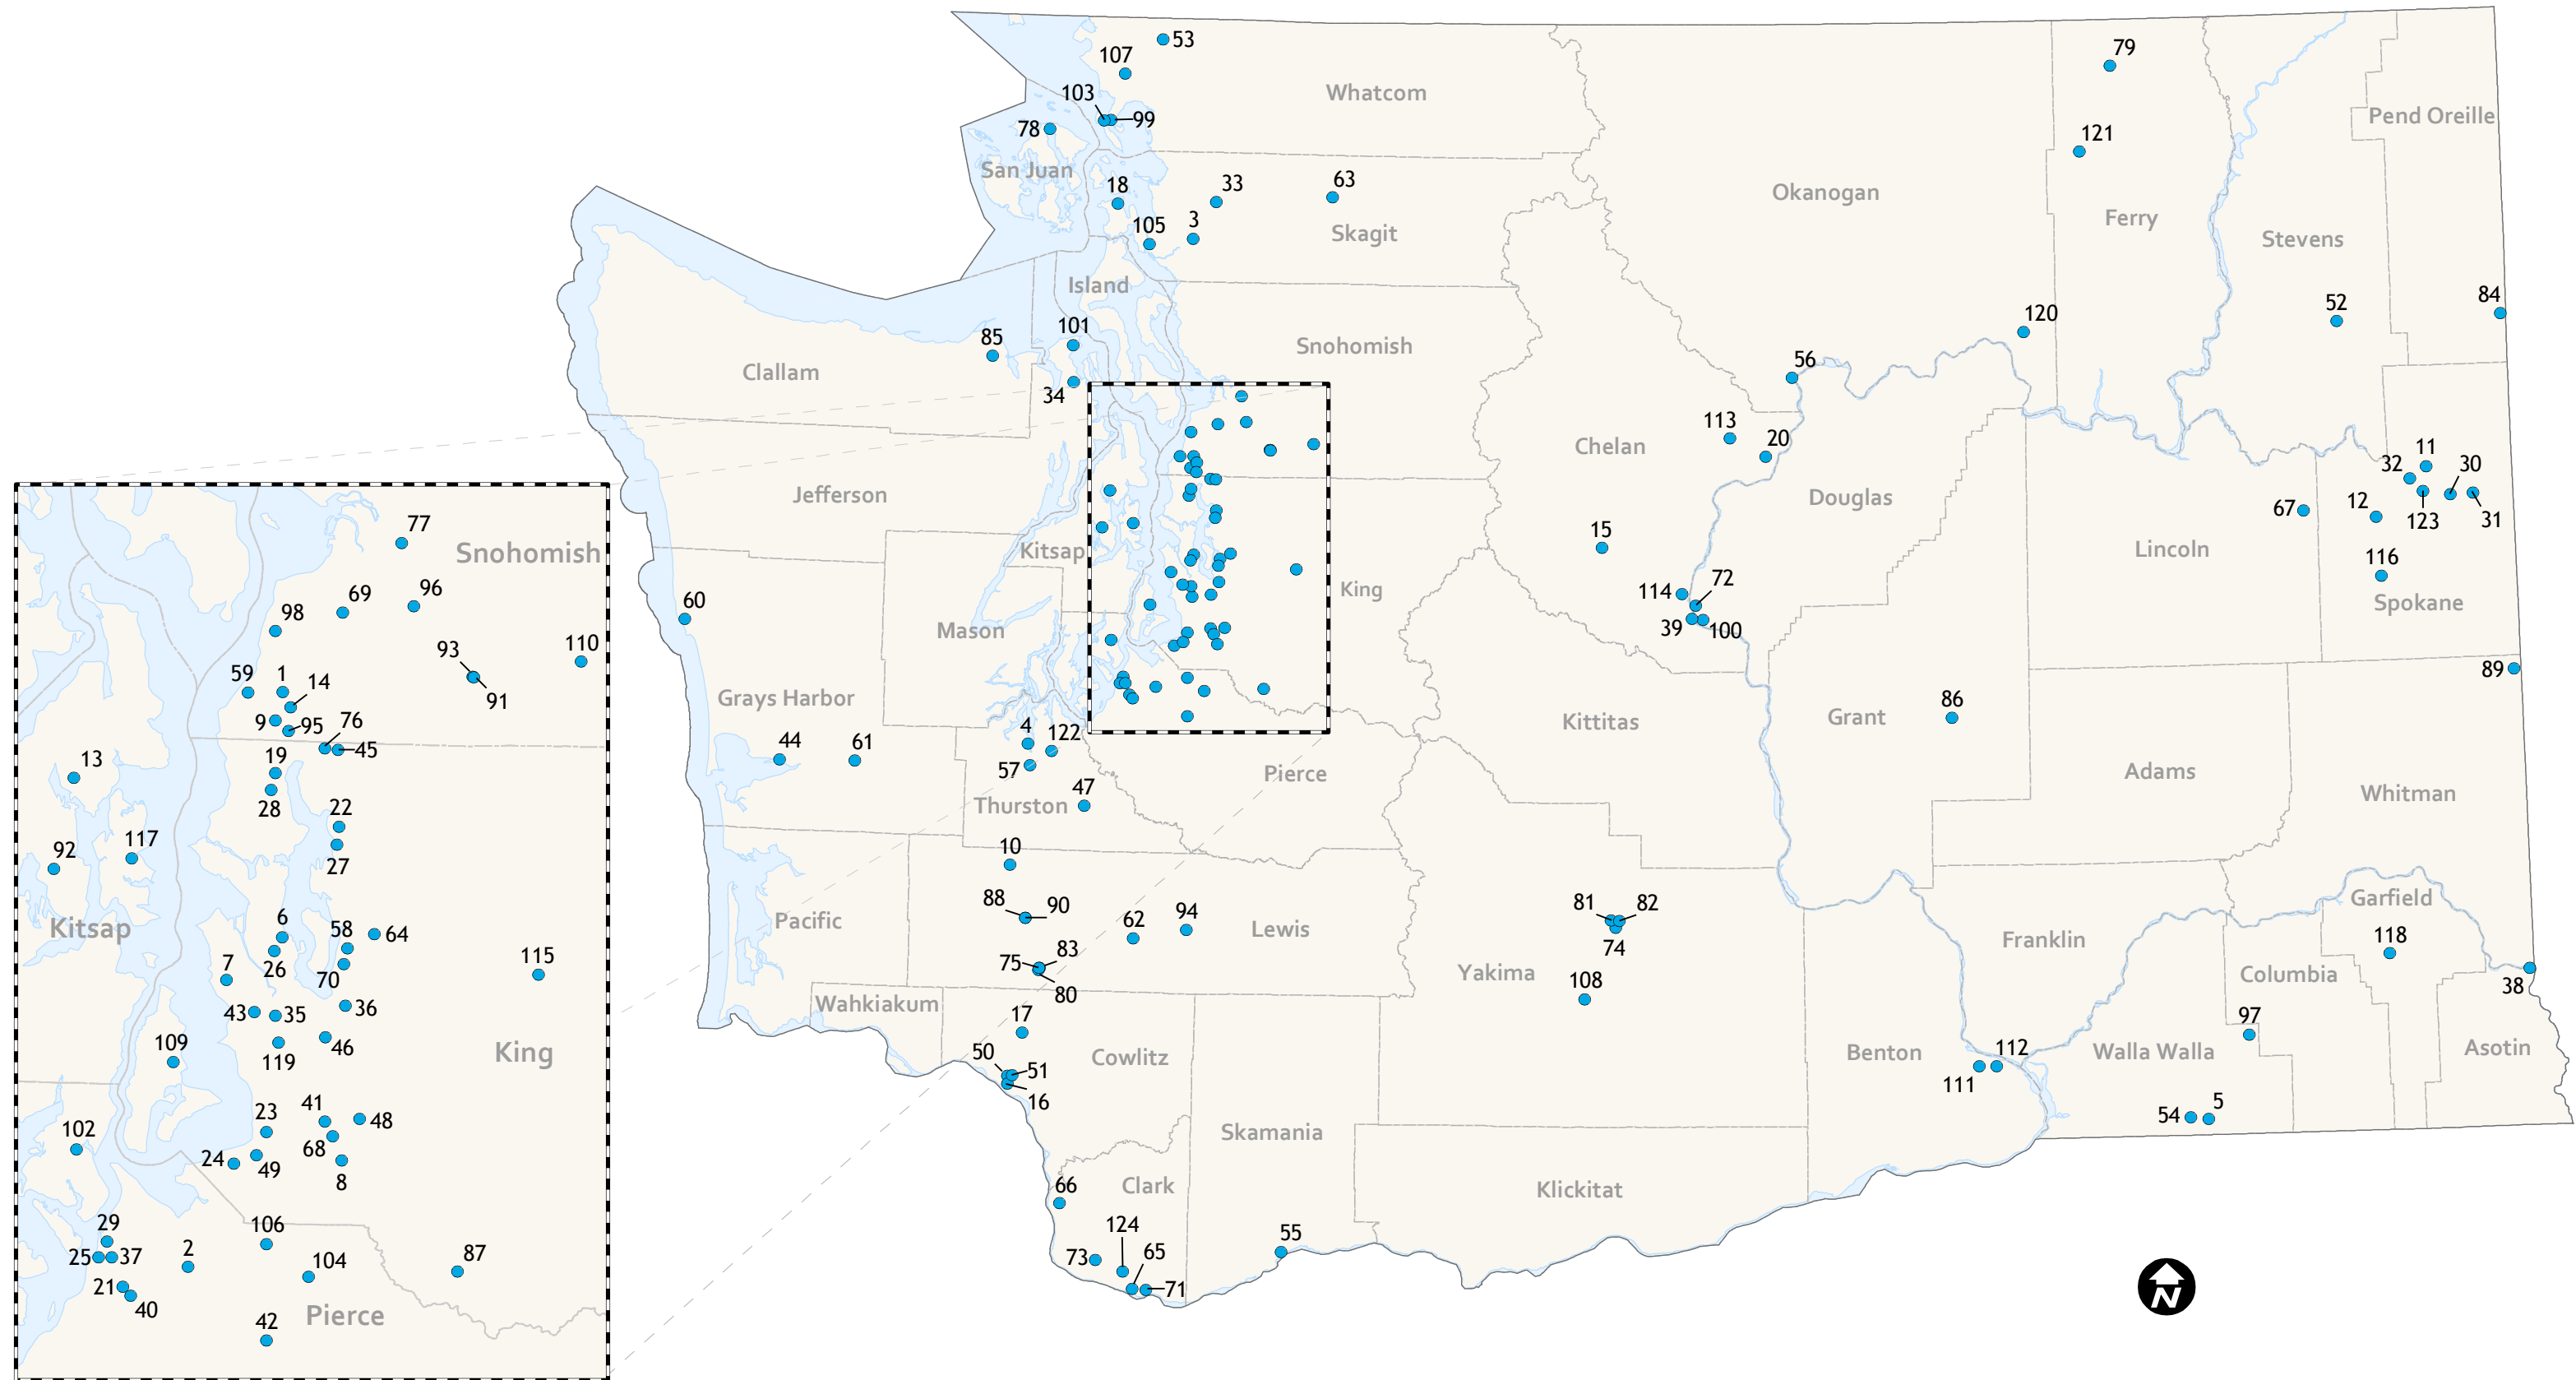 53
107
79
Whatcom
103
99
Pend Oreille
78
121
San Juan
18
33
63
Okanogan
105
3
Skagit
Ferry
Stevens
Island
84
120
52
101
85
Snohomish
56
Clallam
34
113
20
Chelan
11
32
30
Jefferson
Douglas
67
12
123
31
15
Kitsap
Lincoln
116
King
60
114
72
Spokane
39
100
Mason
89
Grays Harbor
86
4
122
Kittitas
Grant
44
61
57
Pierce
Adams
47
Thurston
Whitman
10
88
90
81
82
Garfield
62
94
Pacific
Lewis
74
Franklin
118
75
83
Yakima
Columbia
80
108
38
Wahkiakum
17
97
50
51
Cowlitz
Benton
112
Walla Walla
Asotin
111
16
54
5
Skamania
66
Clark
Klickitat
124
55
73
65
71
N
77
Snohomish
69
96
98
93
110
59
1
14
91
9
95
76
45
13
19
28
22
92
117
27
Kitsap
6
58
64
7
26
70
115
43
35
36
109
119
46
King
23
41
48
102
68
24
49
8
29
106
25
37
2
104
87
21
40
42
Pierce